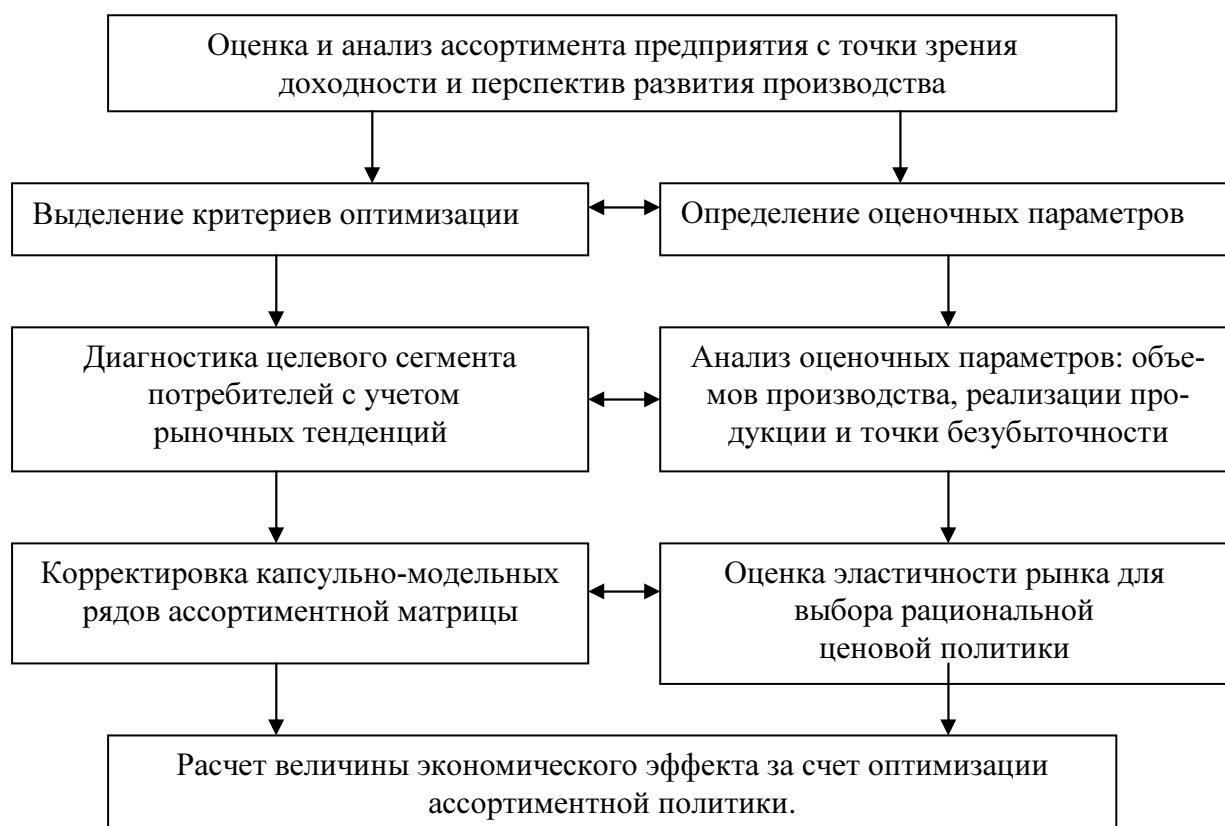 Оценка и анализ ассортимента предприятия с точки зрения
доходности и перспектив развития производства
Выделение критериев оптимизации
Определение оценочных параметров
Диагностика целевого сегмента
потребителей с учетом
рыночных тенденций
Анализ оценочных параметров: объе-
мов производства, реализации про-
дукции и точки безубыточности
Корректировка капсульно-модельных
рядов ассортиментной матрицы
Оценка эластичности рынка для
выбора рациональной
ценовой политики
Расчет величины экономического эффекта за счет оптимизации
ассортиментной политики.